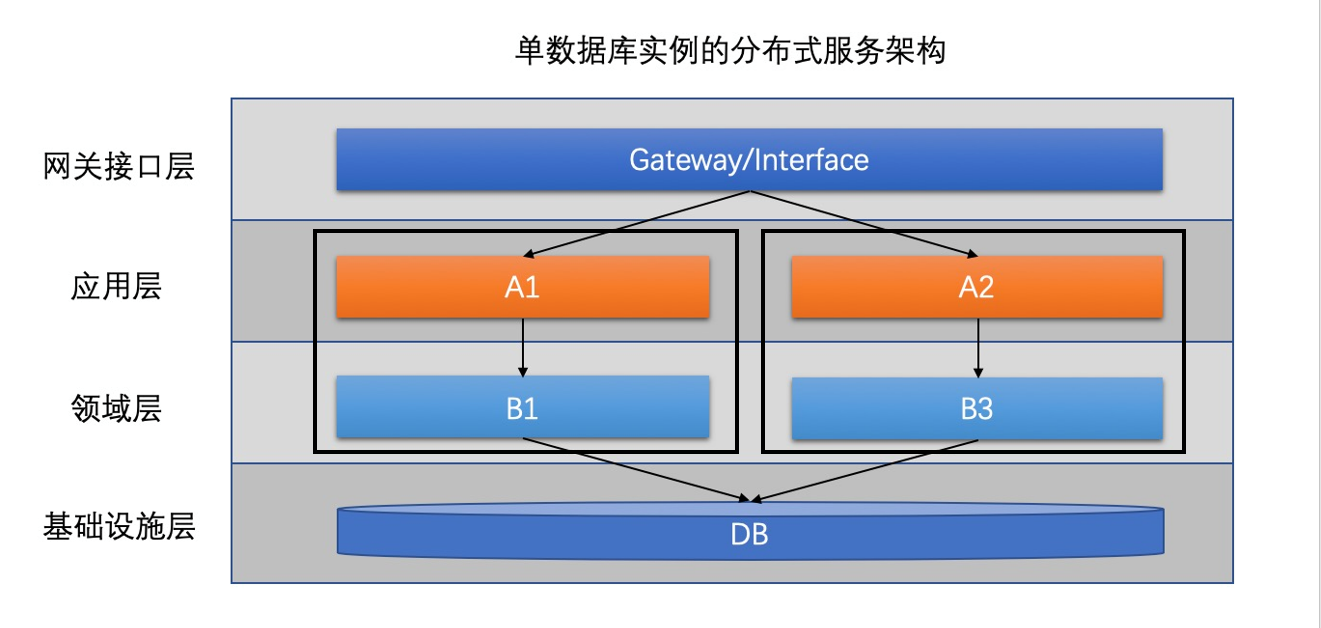 单数据库实例的分布式服务架构
网关接口层
Gateway/Interface
应用层
A1
A2
领域层
B1
B3
基础设施层
DB